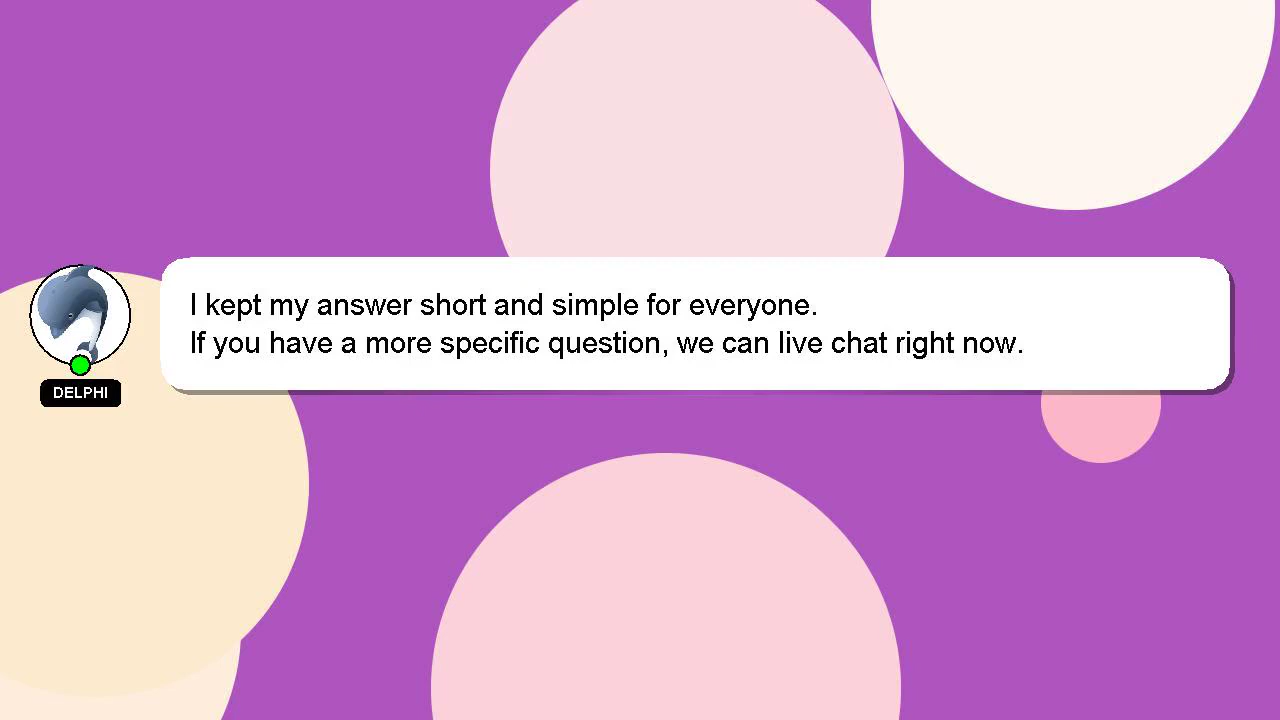 I kept my answer short and simple for everyone.
If you have a more specific question, we can live chat right now.
DELPHI